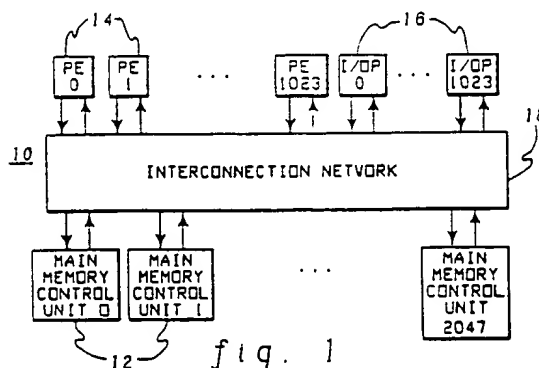 14
16
PE 0
PE 1
...
PE 1023
I/OP 0
...
I/OP 1023
10
INTERCONNECTION NETWORK
MAIN MEMORY CONTROL UNIT 0
MAIN MEMORY CONTROL UNIT 1
...
MAIN MEMORY CONTROL UNIT 2047
12
fig. 1